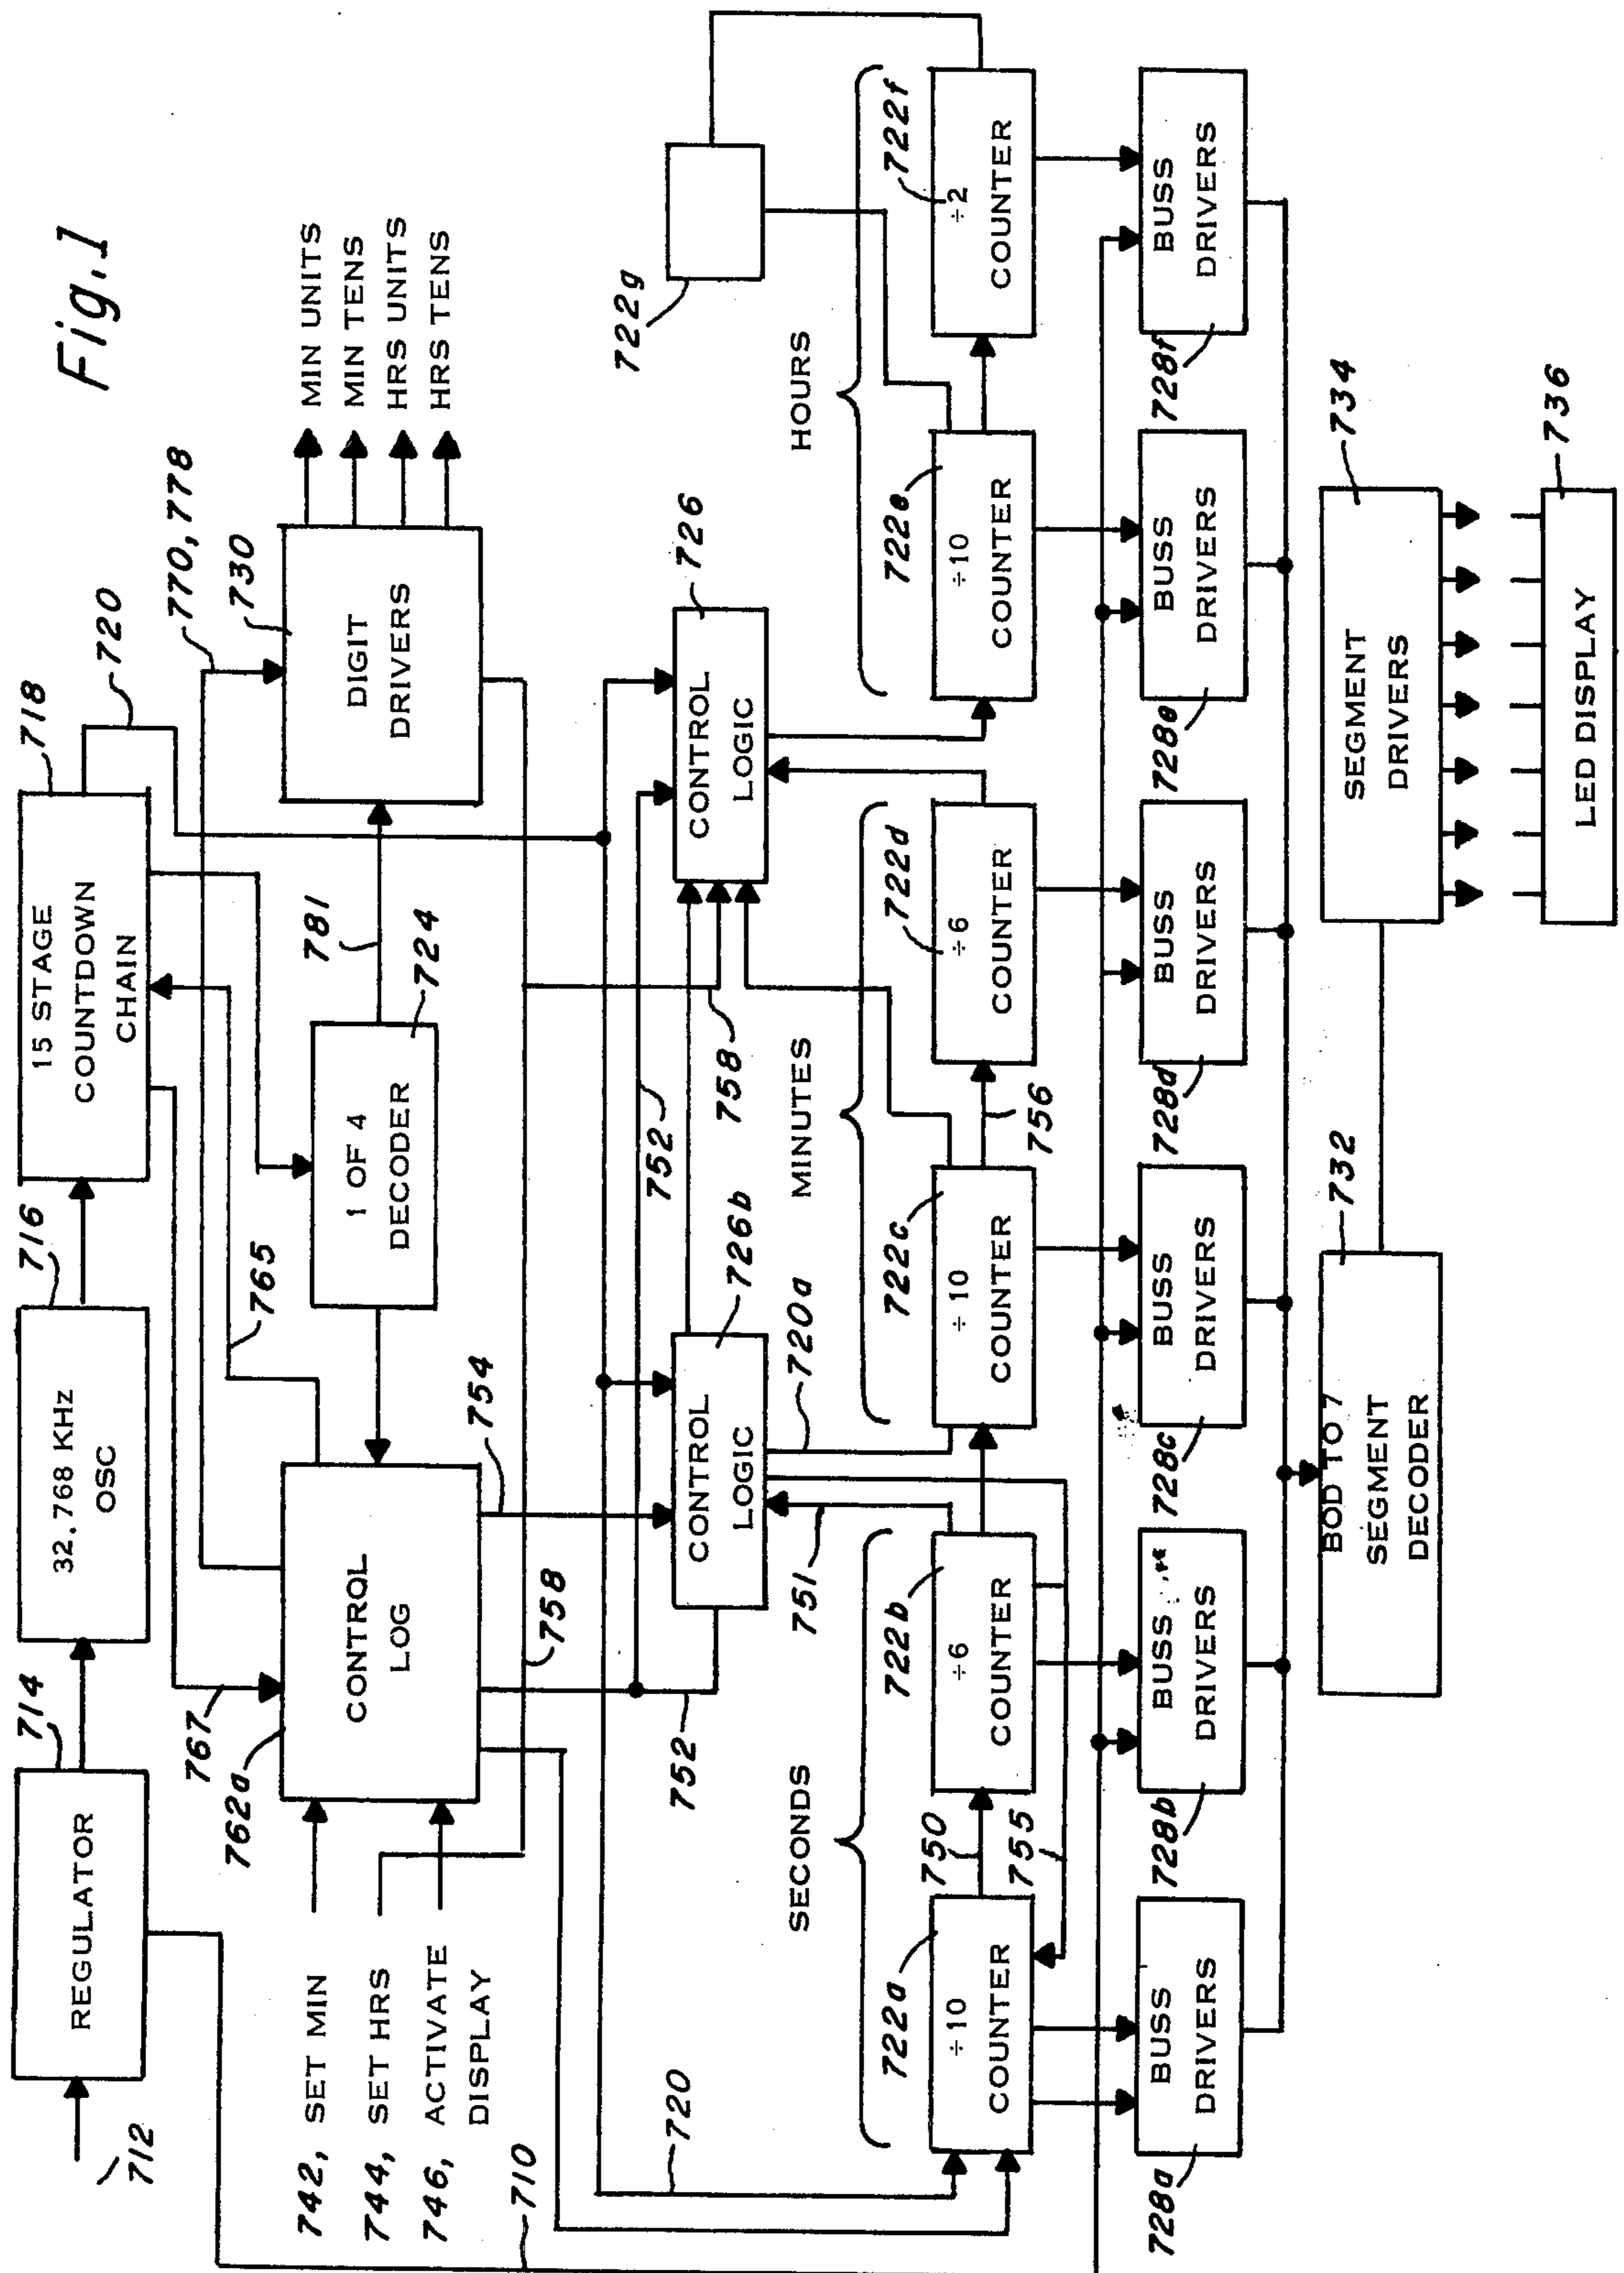 Fig. 1
REGULATOR
712
714
32.768 KHz
OSC
716
15 STAGE
COUNTDOWN
CHAIN
718
720
767
762a
765
770, 778
742, SET MIN
744, SET HRS
746, ACTIVATE
DISPLAY
CONTROL
LOG
1 OF 4
DECODER
724
781
DIGIT
DRIVERS
730
MIN UNITS
MIN TENS
HRS UNITS
HRS TENS
710
720
758
754
752
752
758
CONTROL
LOGIC
726b
CONTROL
LOGIC
726
722g
751
720a
SECONDS
MINUTES
HOURS
722a
÷10
COUNTER
750
755
722b
÷6
COUNTER
722c
÷10
COUNTER
756
722d
÷6
COUNTER
722e
÷10
COUNTER
722f
÷2
COUNTER
BUSS
DRIVERS
728a
BUSS
DRIVERS
728b
BUSS
DRIVERS
728c
BUSS
DRIVERS
728d
BUSS
DRIVERS
728e
BUSS
DRIVERS
728f
BOD TO 7
SEGMENT
DECODER
732
SEGMENT
DRIVERS
734
LED DISPLAY
736